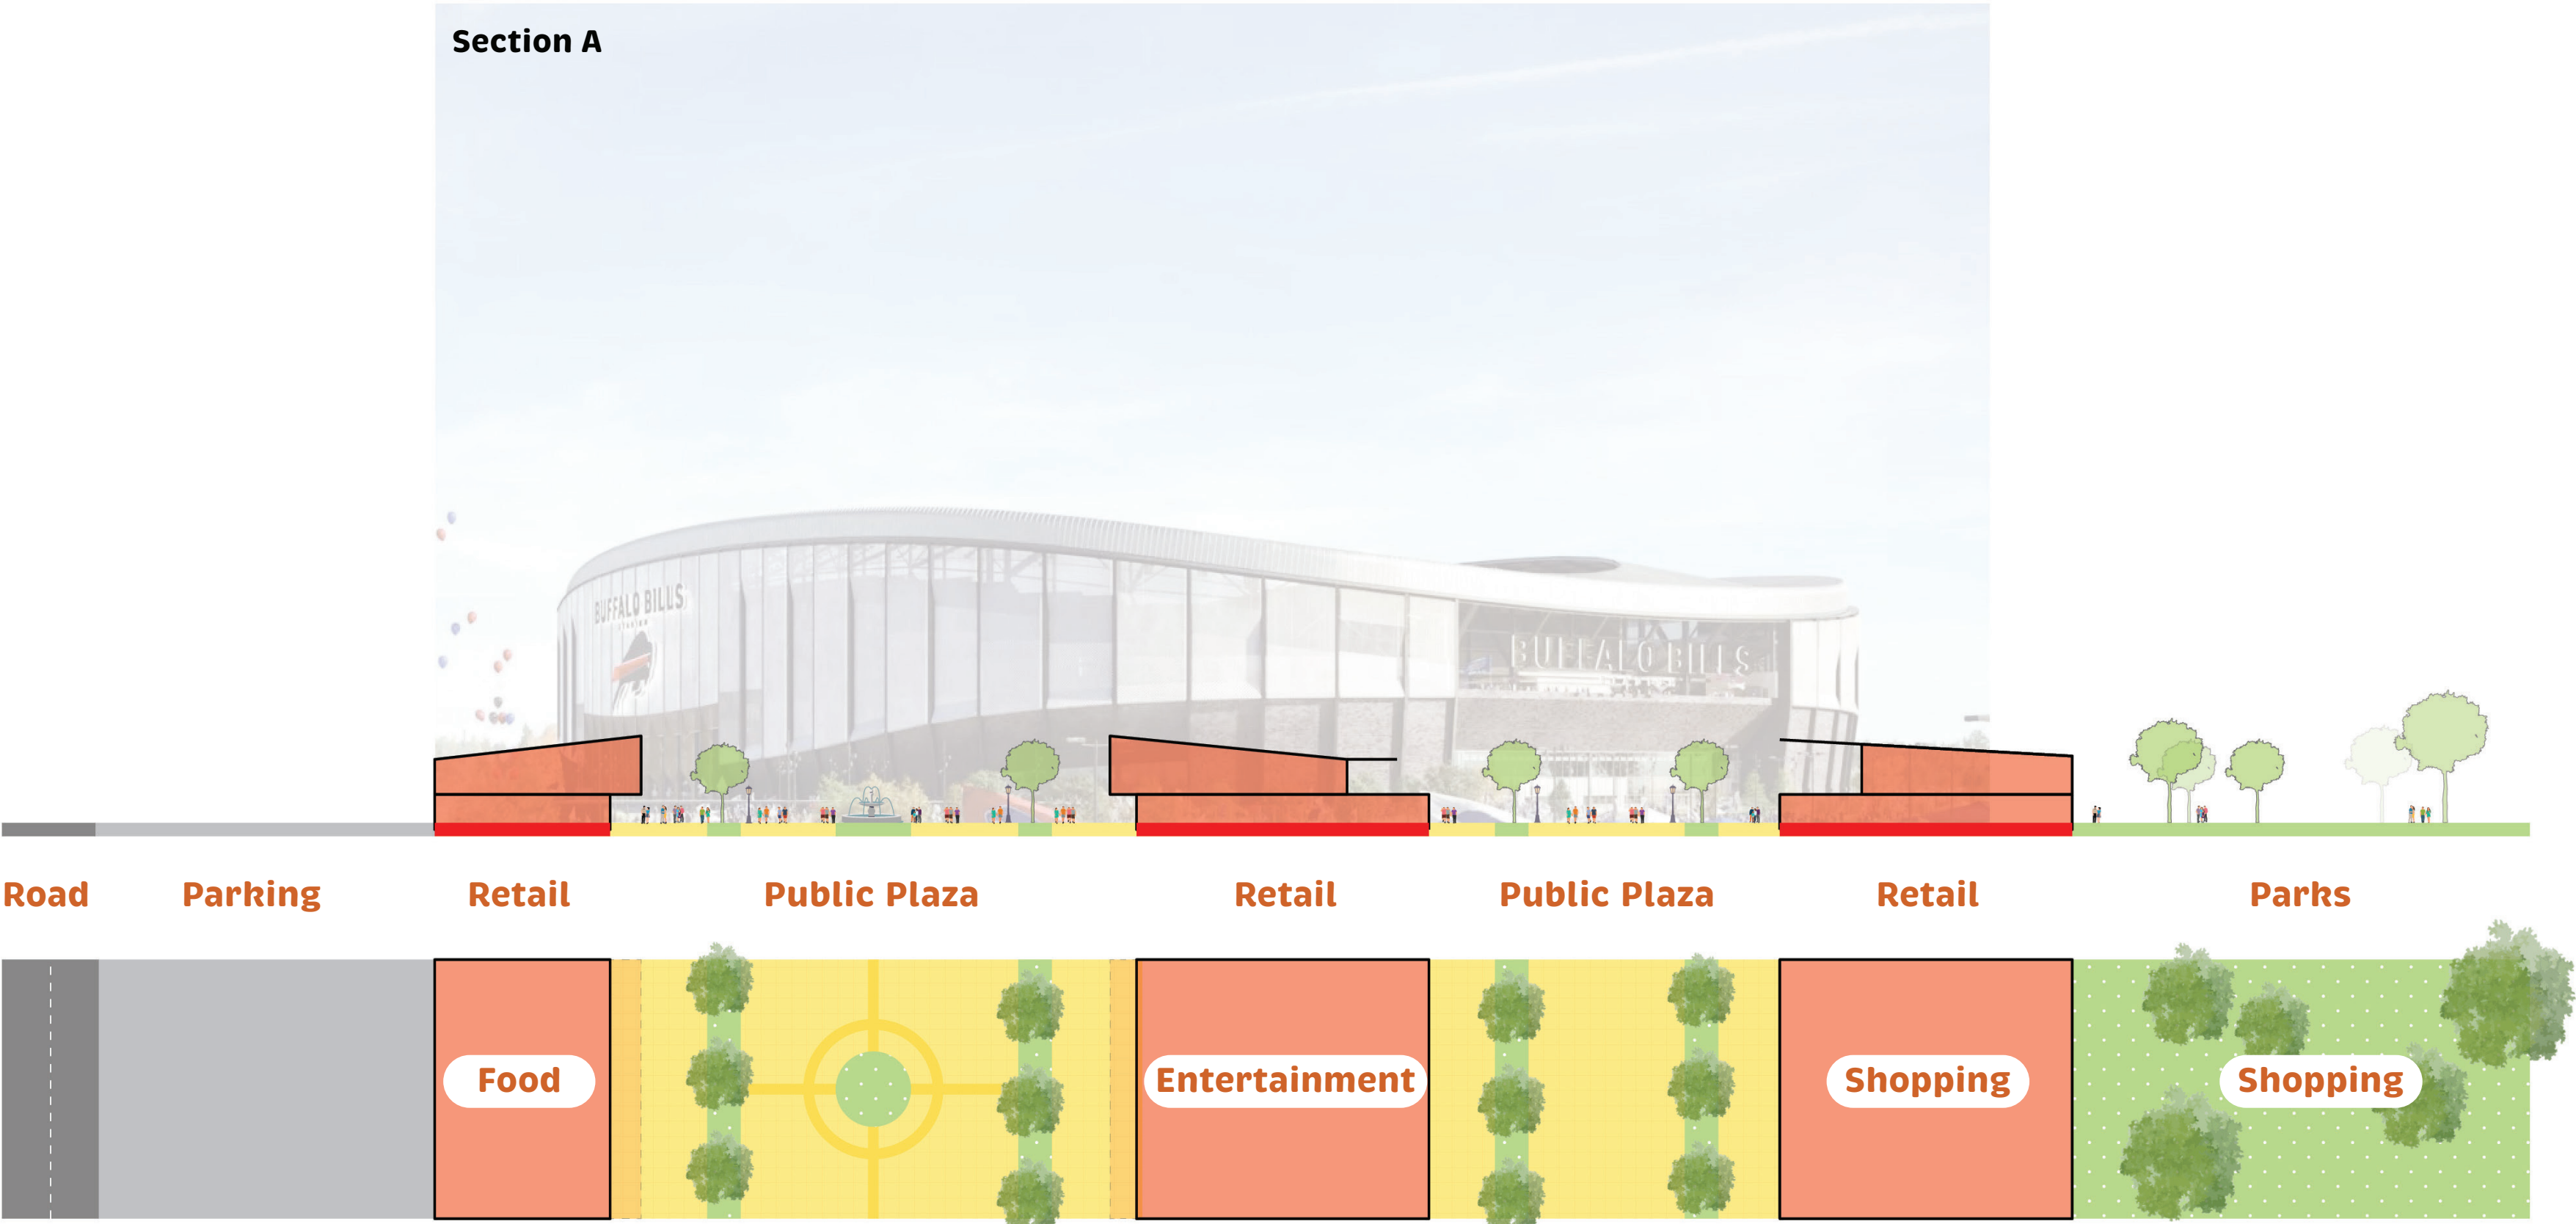 Section A
BUFFALO BILLS
STADIUM
BUFFALO BILLS
Road Parking Retail Public Plaza Retail Public Plaza Retail Parks
Food Entertainment Shopping Shopping